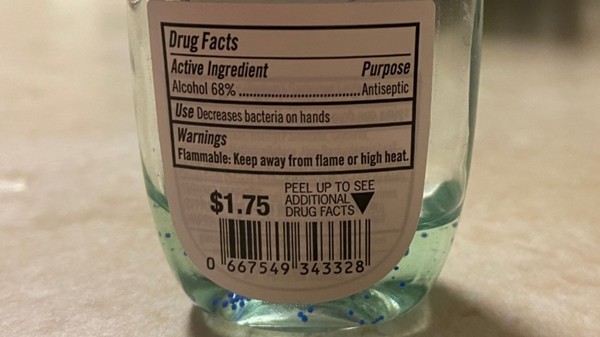 Drug Facts
Active Ingredient Purpose
Alcohol 68%................................Antiseptic
Use Decreases bacteria on hands
Warnings
Flammable: Keep away from flame or high heat.
$1.75
PEEL UP TO SEE
ADDITIONAL
DRUG FACTS▼
0 667549 343328